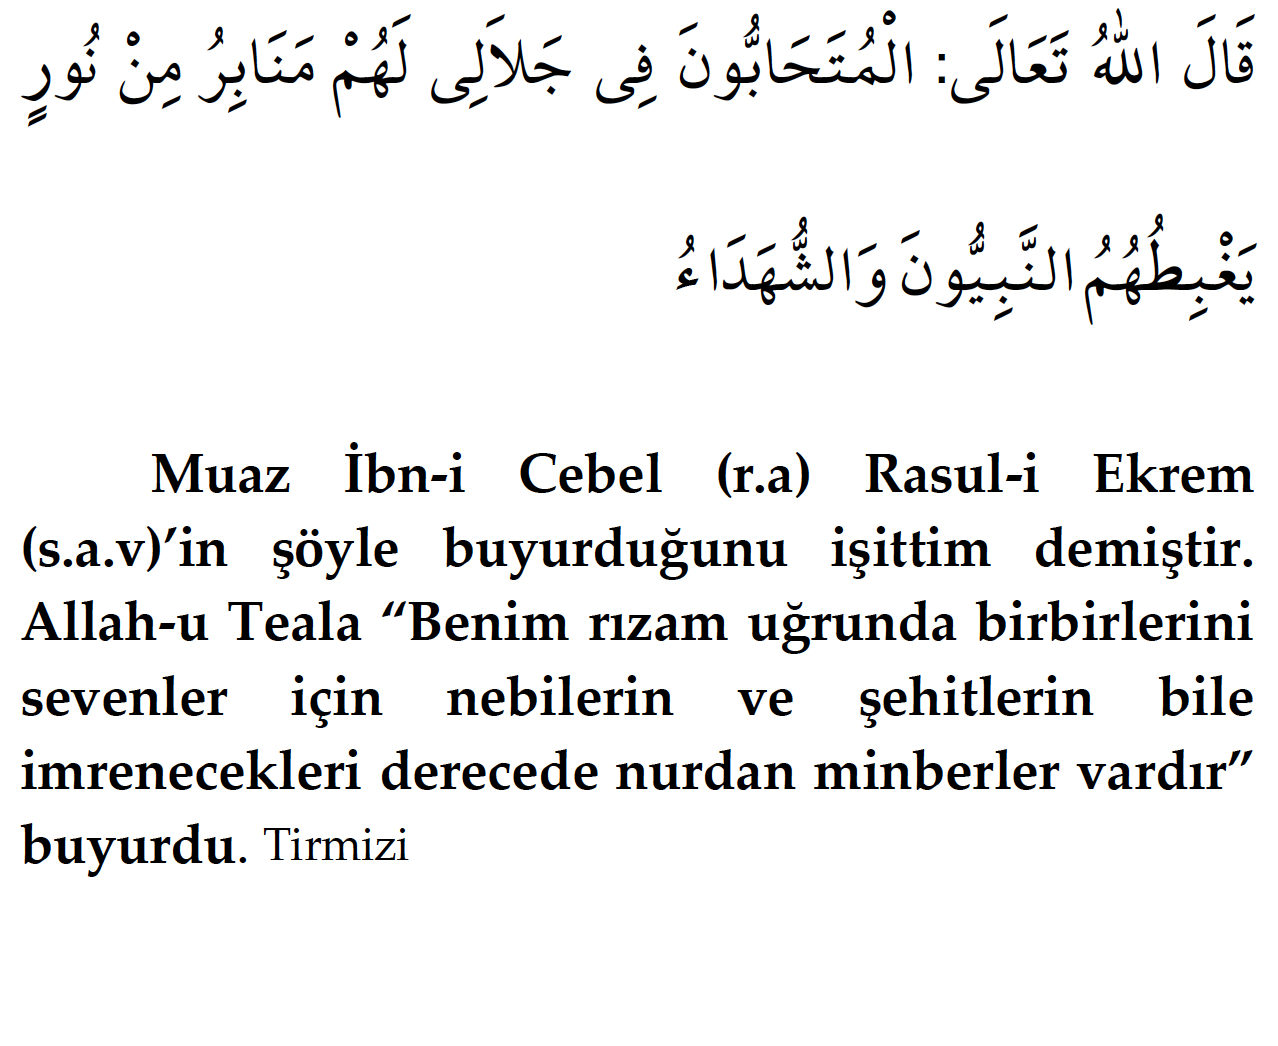 قَالَ اللهُ تَعَالَى: الْمُتَحَابُّونَ فِى جَلاَلِى لَهُمْ مَنَابِرُ مِنْ نُورٍ
يَغْبِطُهُمُ النَّبِيُّونَ وَالشُّهَدَاءُ
Muaz İbn-i Cebel (r.a) Rasul-i Ekrem
(s.a.v)’in şöyle buyurduğunu işittim demiştir.
Allah-u Teala “Benim rızam uğrunda birbirlerini
sevenler için nebilerin ve şehitlerin bile
imrenecekleri derecede nurdan minberler vardır”
buyurdu. Tirmizi